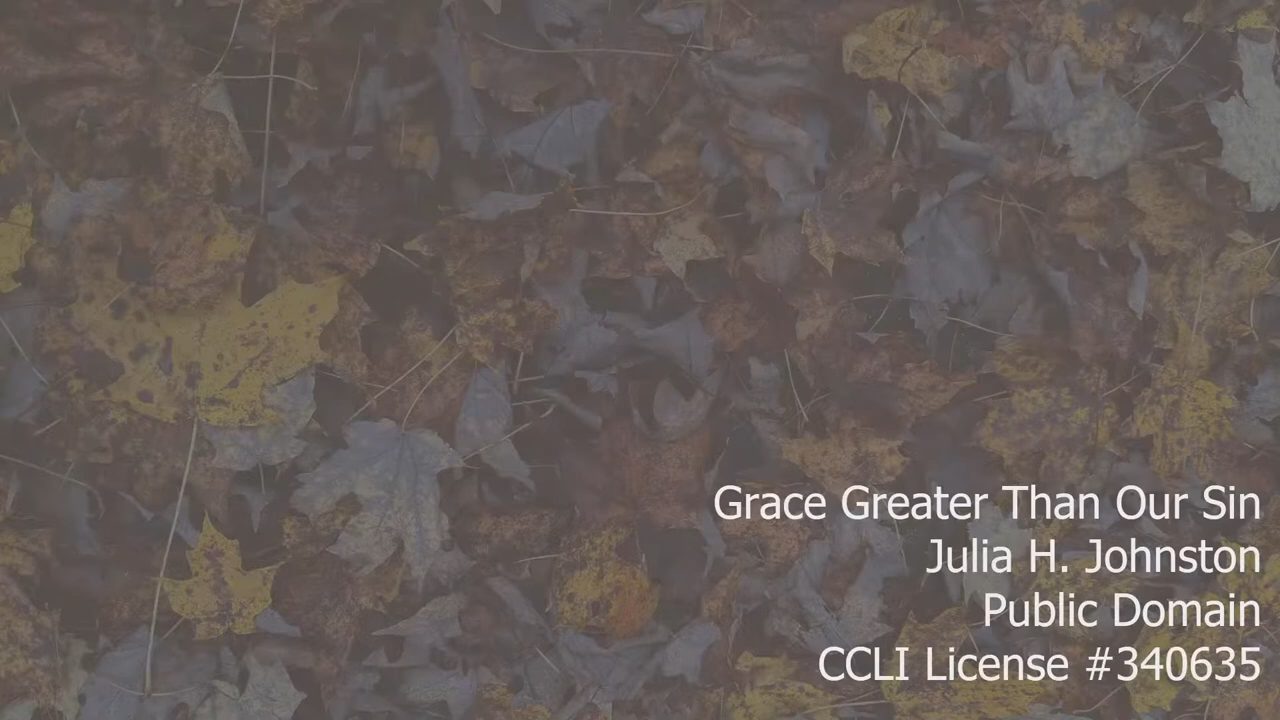 Grace Greater Than Our Sin
Julia H. Johnston
Public Domain
CCLI License #340635